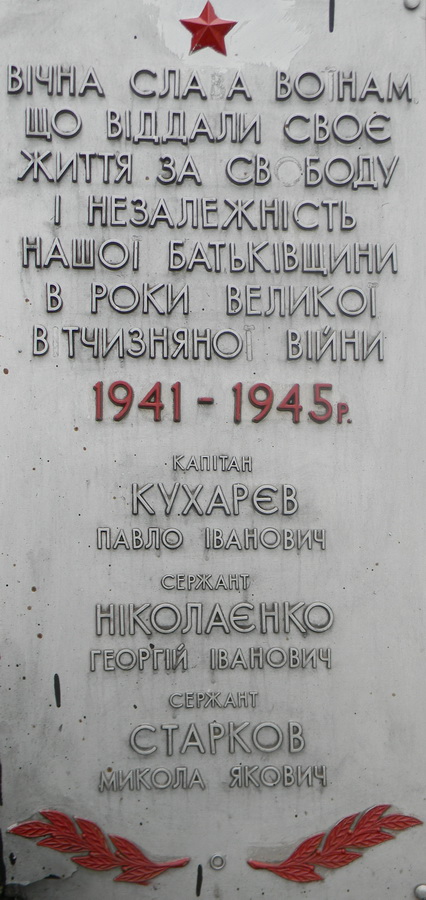 ВІЧНА СЛАВА ВОЇНАМ
ЩО ВІДДАЛИ СВОЄ
ЖИТТЯ ЗА СВОБОДУ
І НЕЗАЛЕЖНІСТЬ
НАШОЇ БАТЬКІВЩИНИ
В РОКИ ВЕЛИКОЇ
ВІТЧИЗНЯНОЇ ВІЙНИ
1941-1945р.
КАПІТАН
КУХАРЄВ
ПАВЛО ІВАНОВИЧ
СЕРЖАНТ
НІКОЛАЄНКО
ГЕОРГІЙ ІВАНОВИЧ
СЕРЖАНТ
СТАРКОВ
МИКОЛА ЯКОВИЧ